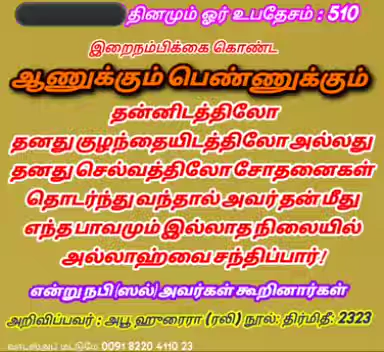 தினமும் ஓர் உபதேசம் : 510
இறைநம்பிக்கை கொண்ட
ஆணுக்கும் பெண்ணுக்கும்
தன்னிடத்திலோ
தனது குழந்தையிடத்திலோ அல்லது
தனது செல்வத்திலோ சோதனைகள்
தொடர்ந்து வந்தால் அவர் தன் மீது
எந்த பாவமும் இல்லாத நிலையில்
அல்லாஹ்வை சந்திப்பார்!
என்று நபி (ஸல்) அவர்கள் கூறினார்கள்
அறிவிப்பவர் : அபூ ஹுரைரா (ரலி) நூல்: திர்மிதீ: 2323
வாட்ஸ்அப் மட்டுமே 0091 8220 4110 23